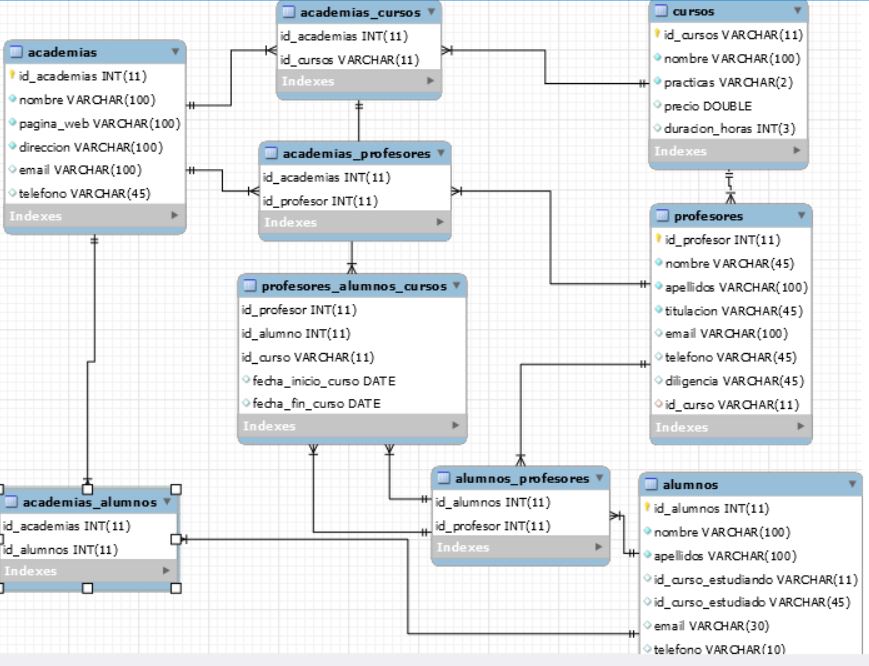 academias
id_academias INT(11)
nombre VARCHAR(100)
pagina_web VARCHAR(100)
direccion VARCHAR(100)
email VARCHAR(100)
telefono VARCHAR(45)
Indexes
academias_cursos
id_academias INT(11)
id_cursos VARCHAR(11)
Indexes
cursos
id_cursos VARCHAR(11)
nombre VARCHAR(100)
practicas VARCHAR(2)
precio DOUBLE
duracion_horas INT(3)
Indexes
academias_profesores
id_academias INT(11)
id_profesor INT(11)
Indexes
profesores
id_profesor INT(11)
nombre VARCHAR(45)
apellidos VARCHAR(100)
titulacion VARCHAR(45)
email VARCHAR(100)
telefono VARCHAR(45)
diligencia VARCHAR(45)
id_curso VARCHAR(11)
Indexes
profesores_alumnos_cursos
id_profesor INT(11)
id_alumno INT(11)
id_curso VARCHAR(11)
fecha_inicio_curso DATE
fecha_fin_curso DATE
Indexes
academias_alumnos
id_academias INT(11)
id_alumnos INT(11)
Indexes
alumnos_profesores
id_alumnos INT(11)
id_profesor INT(11)
Indexes
alumnos
id_alumnos INT(11)
nombre VARCHAR(100)
apellidos VARCHAR(100)
id_curso_estudiando VARCHAR(11)
id_curso_estudiado VARCHAR(45)
email VARCHAR(30)
telefono VARCHAR(10)